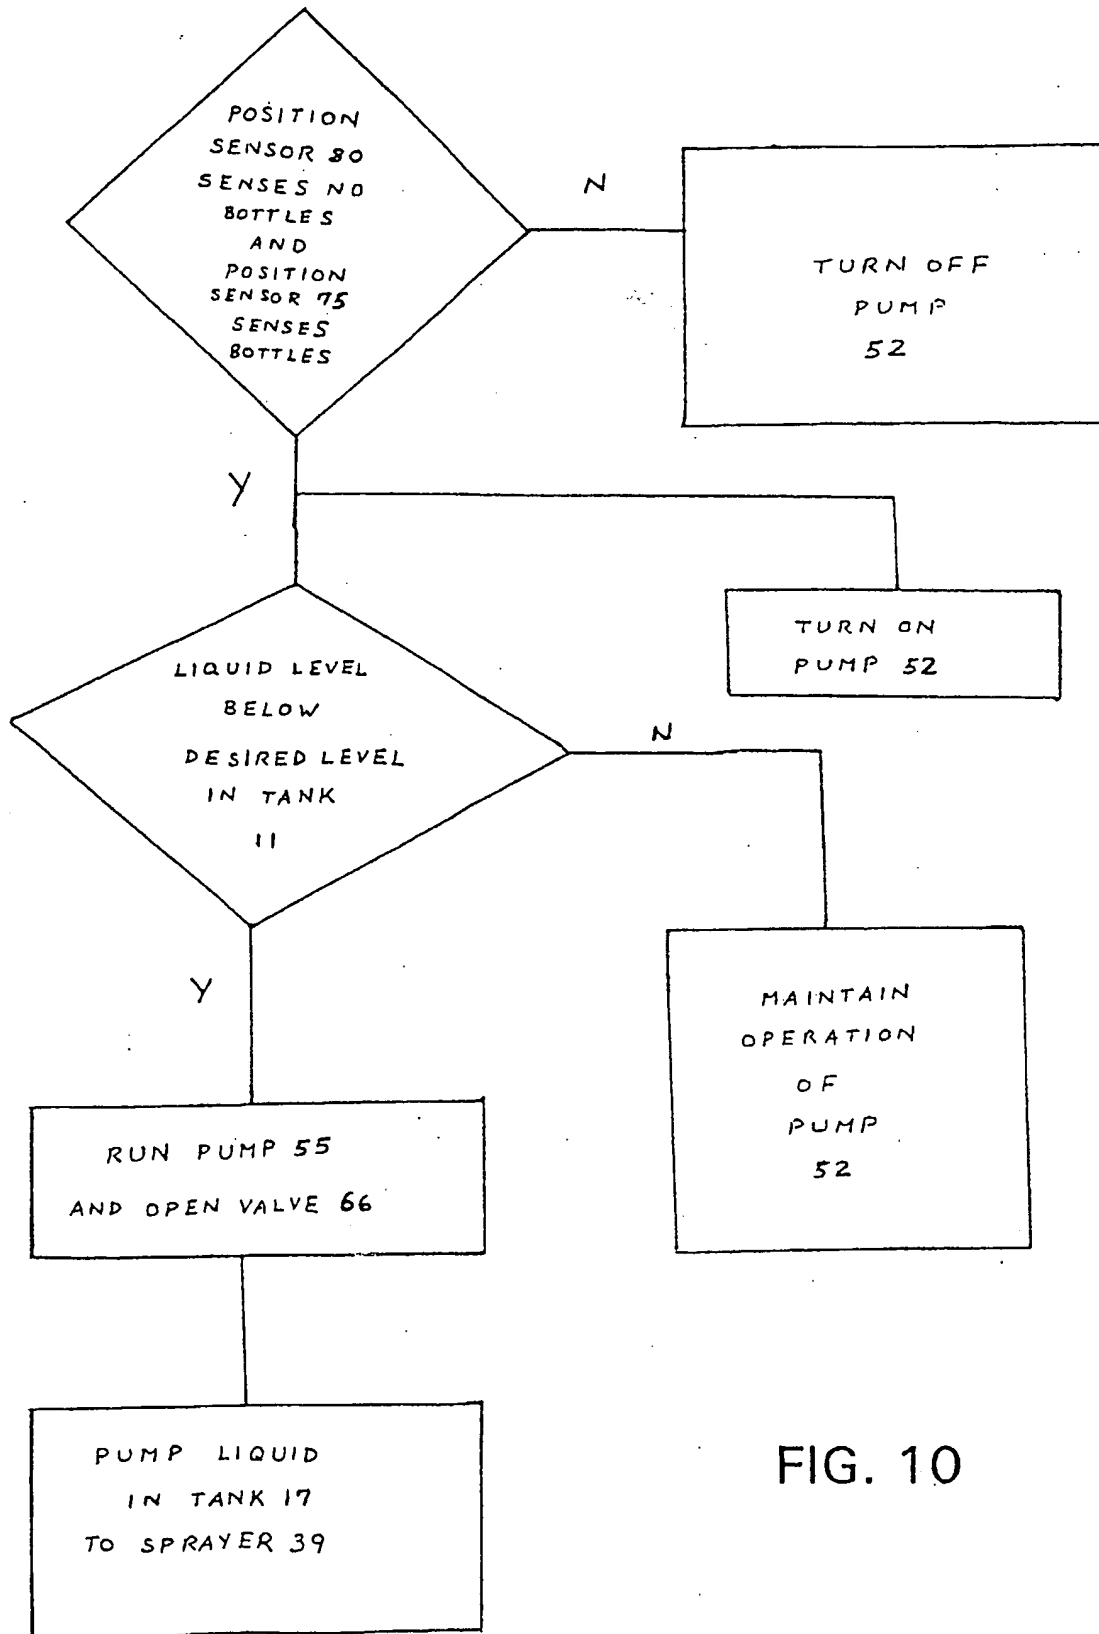 POSITION
SENSOR 80
SENSES NO
BOTTLES
AND
POSITION
SENSOR 75
SENSES
BOTTLES
N
TURN OFF
PUMP
52
Y
TURN ON
PUMP 52
LIQUID LEVEL
BELOW
DESIRED LEVEL
IN TANK
11
N
MAINTAIN
OPERATION
OF
PUMP
52
Y
RUN PUMP 55
AND OPEN VALVE 66
PUMP LIQUID
IN TANK 17
TO SPRAYER 39
FIG. 10